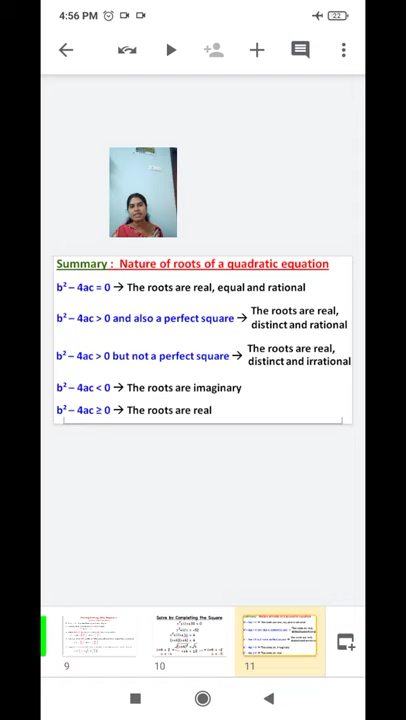 4:56 PM
22
Summary : Nature of roots of a quadratic equation
b² – 4ac = 0 → The roots are real, equal and rational
b² – 4ac > 0 and also a perfect square → The roots are real,
distinct and rational
b² – 4ac > 0 but not a perfect square → The roots are real,
distinct and irrational
b² – 4ac < 0 → The roots are imaginary
b² – 4ac ≥ 0 → The roots are real
Solve by Completing the Square
9
10
11